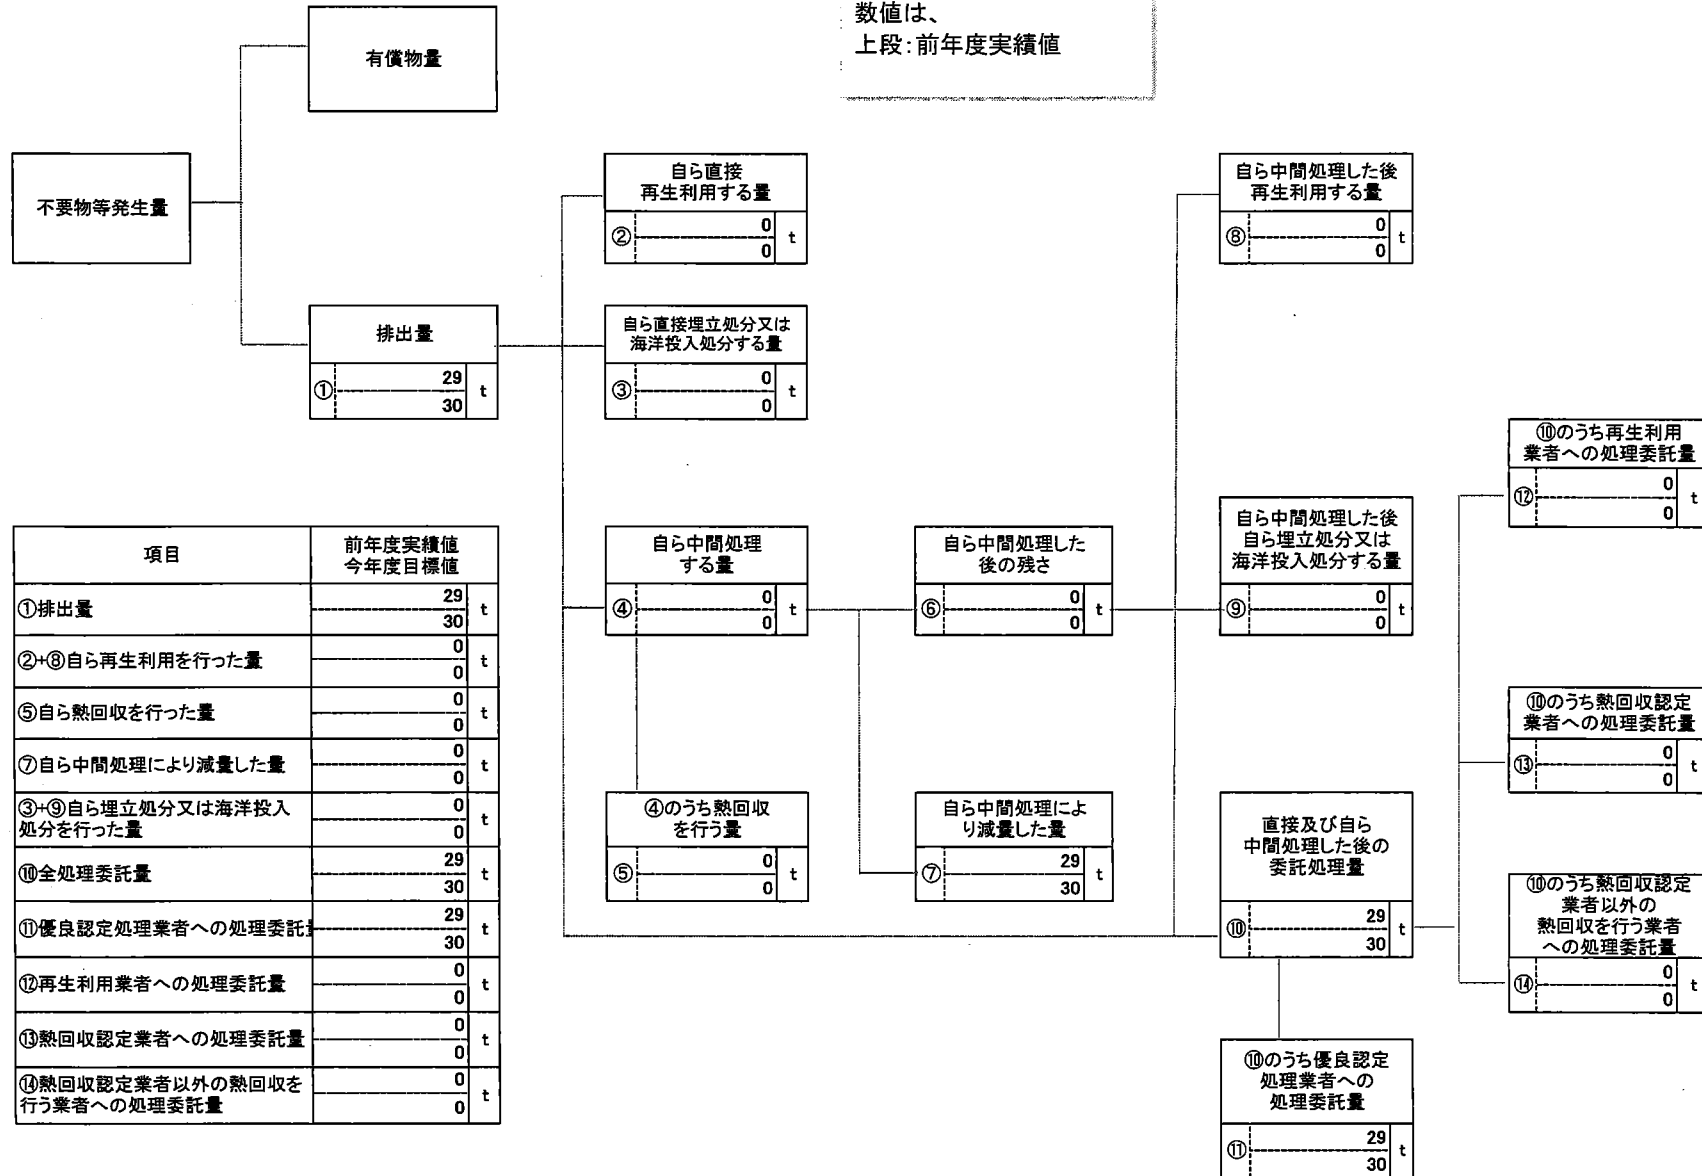 数値は、
上段:前年度実績値
有償物量
不要物等発生量
排出量
①
29
30
t
自ら直接
再生利用する量
②
0
0
t
自ら直接埋立処分又は
海洋投入処分する量
③
0
0
t
自ら中間処理
する量
④
0
0
t
④のうち熱回収
を行う量
⑤
0
0
t
自ら中間処理した
後の残さ
⑥
0
0
t
自ら中間処理によ
り減量した量
⑦
29
30
t
自ら中間処理した後
再生利用する量
⑧
0
0
t
自ら中間処理した後
自ら埋立処分又は
海洋投入処分する量
⑨
0
0
t
直接及び自ら
中間処理した後の
委託処理量
⑩
29
30
t
⑩のうち優良認定
処理業者への
処理委託量
⑪
29
30
t
⑩のうち再生利用
業者への処理委託量
⑫
0
0
t
⑩のうち熱回収認定
業者への処理委託量
⑬
0
0
t
⑩のうち熱回収認定
業者以外の
熱回収を行う業者
への処理委託量
⑭
0
0
t
項目
前年度実績値
今年度目標値
①排出量
29
30
t
②+⑧自ら再生利用を行った量
0
0
t
⑤自ら熱回収を行った量
0
0
t
⑦自ら中間処理により減量した量
0
0
t
③+⑨自ら埋立処分又は海洋投入
処分を行った量
0
0
t
⑩全処理委託量
29
30
t
⑪優良認定処理業者への処理委託
29
30
t
⑫再生利用業者への処理委託量
0
0
t
⑬熱回収認定業者への処理委託量
0
0
t
⑭熱回収認定業者以外の熱回収を
行う業者への処理委託量
0
0
t